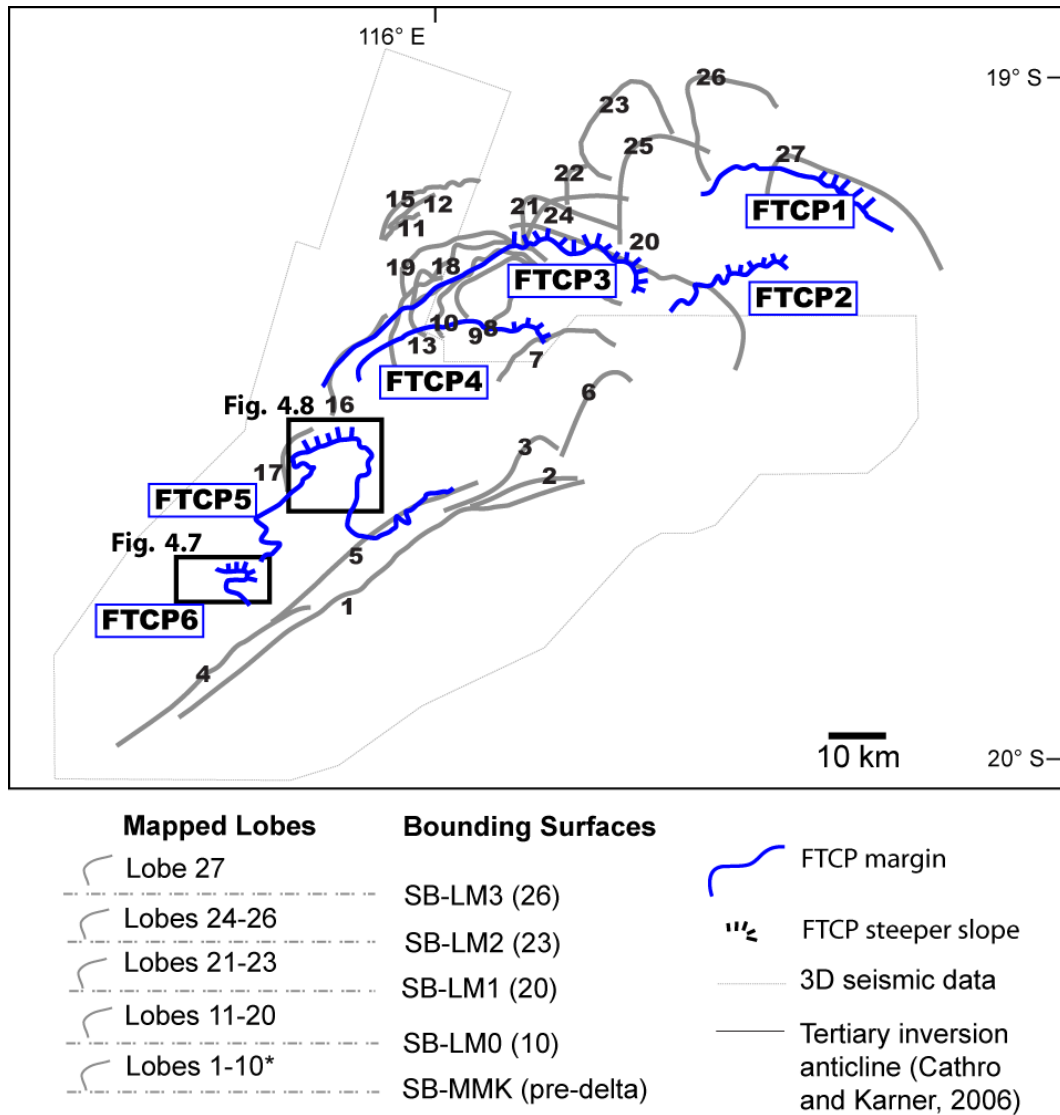 116° E
19° S
26
23
25
27
22
15
12
21
24
11
FTCP1
20
19
18
FTCP3
FTCP2
10
8
9
13
7
FTCP4
6
Fig. 4.8
16
3
17
2
FTCP5
Fig. 4.7
5
1
FTCP6
4
10 km
20° S
Mapped Lobes
Lobe 27
Lobes 24-26
Lobes 21-23
Lobes 11-20
Lobes 1-10*
Bounding Surfaces
SB-LM3 (26)
SB-LM2 (23)
SB-LM1 (20)
SB-LM0 (10)
SB-MMK (pre-delta)
FTCP margin
FTCP steeper slope
3D seismic data
Tertiary inversion
anticline (Cathro
and Karner, 2006)